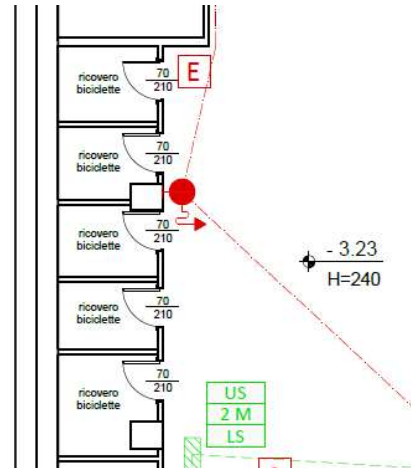 ricovero
biciclette
70
210
E
ricovero
biciclette
70
210
ricovero
biciclette
70
210
- 3.23
H=240
ricovero
biciclette
70
210
ricovero
biciclette
70
210
US
2 M
LS